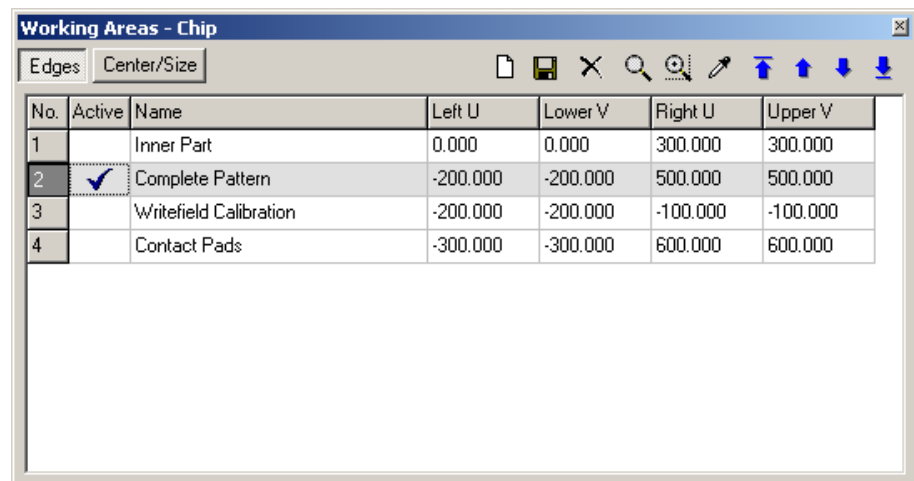 Working Areas - Chip
Edges Center/Size
No. Active Name Left U Lower V Right U Upper V
1 Inner Part 0.000 0.000 300.000 300.000
2 Complete Pattern -200.000 -200.000 500.000 500.000
3 Writefield Calibration -200.000 -200.000 -100.000 -100.000
4 Contact Pads -300.000 -300.000 600.000 600.000